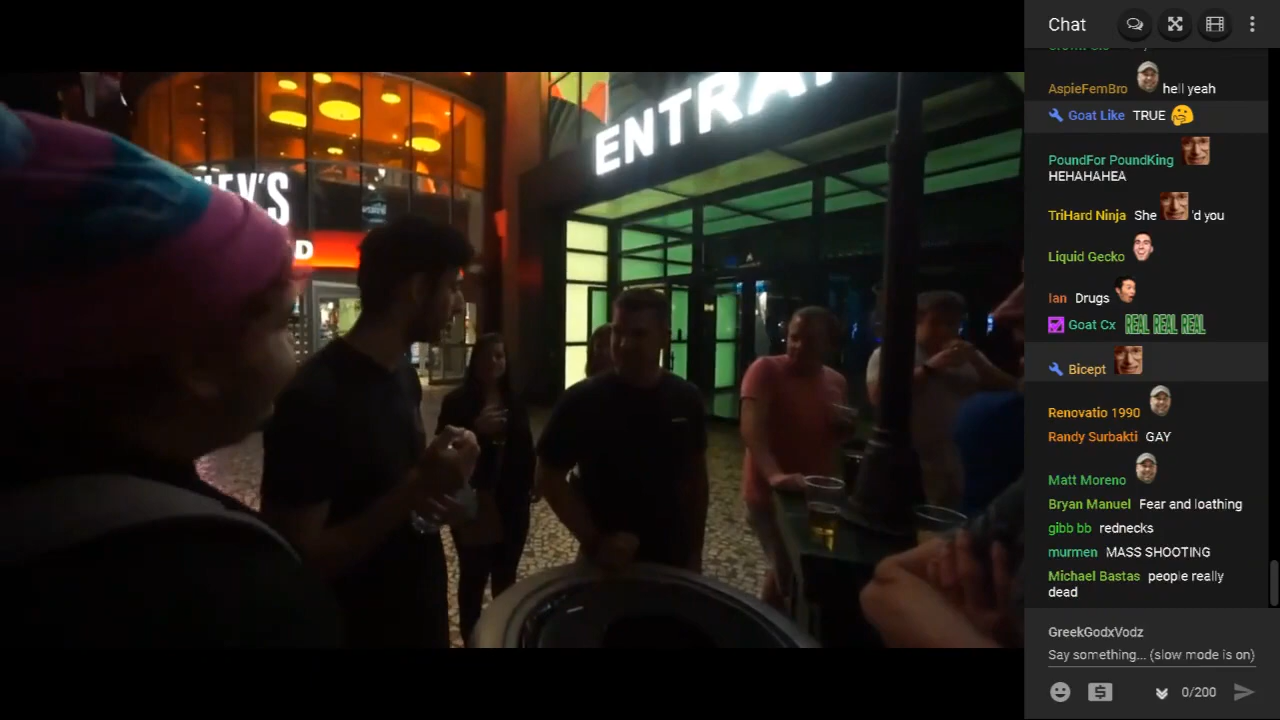 ENTRA
EY'S
D
Chat
AspieFemBro hell yeah
Goat Like TRUE
PoundFor PoundKing
HEHAHAHEA
TriHard Ninja She 'd you
Liquid Gecko
Ian Drugs
Goat Cx REAL REAL REAL
Bicept
Renovatio 1990
Randy Surbakti GAY
Matt Moreno
Bryan Manuel Fear and loathing
gibb bb rednecks
murmen MASS SHOOTING
Michael Bastas people really
dead
GreekGodxVodz
Say something... (slow mode is on)
0/200